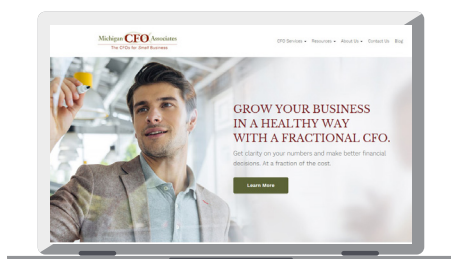 Michigan CFO Associates
The CFOs for Small Business
CFO Services Resources About Us Contact Us Blog
GROW YOUR BUSINESS
IN A HEALTHY WAY
WITH A FRACTIONAL CFO.
Get clarity on your numbers and make better financial
decisions. At a fraction of the cost.
Learn More